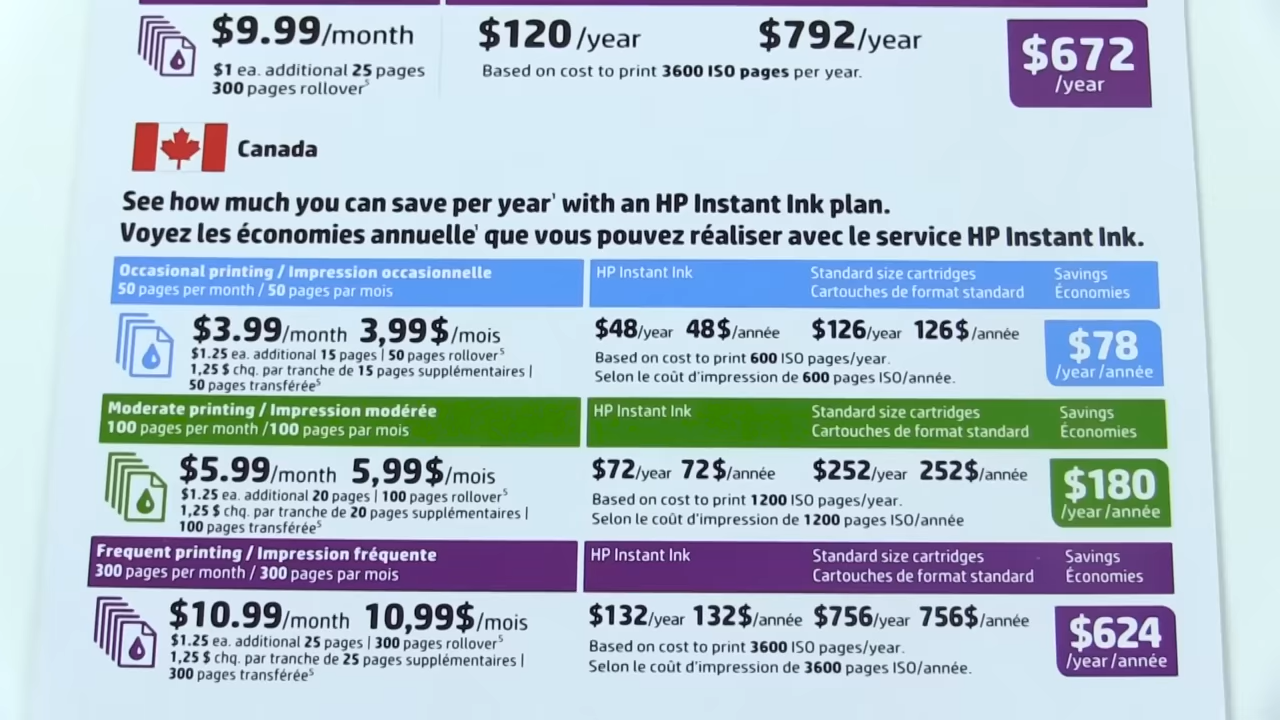 $9.99/month $120/year $792/year $672/year
$1 ea. additional 25 pages Based on cost to print 3600 ISO pages per year.
300 pages rollover⁵
Canada
See how much you can save per year¹ with an HP Instant Ink plan.
Voyez les économies annuelle¹ que vous pouvez réaliser avec le service HP Instant Ink.
Occasional printing / Impression occasionnelle HP Instant Ink Standard size cartridges Savings
50 pages per month / 50 pages par mois Cartouches de format standard Économies
$3.99/month 3,99$/mois $48/year 48$/année $126/year 126$/année $78
$1.25 ea. additional 15 pages | 50 pages rollover⁵ Based on cost to print 600 ISO pages/year. /year/année
1,25 $ chq. par tranche de 15 pages supplémentaires | Selon le coût d'impression de 600 pages ISO/année.
50 pages transférée⁵
Moderate printing / Impression modérée HP Instant Ink Standard size cartridges Savings
100 pages per month /100 pages par mois Cartouches de format standard Économies
$5.99/month 5,99$/mois $72/year 72$/année $252/year 252$/année $180
$1.25 ea. additional 20 pages | 100 pages rollover⁵ Based on cost to print 1200 ISO pages/year. /year/année
1,25 $ chq. par tranche de 20 pages supplémentaires | Selon le coût d'impression de 1200 pages ISO/année
100 pages transférée⁵
Frequent printing / Impression fréquente HP Instant Ink Standard size cartridges Savings
300 pages per month / 300 pages par mois Cartouches de format standard Économies
$10.99/month 10,99$/mois $132/year 132$/année $756/year 756$/année $624
$1.25 ea. additional 25 pages | 300 pages rollover⁵ Based on cost to print 3600 ISO pages/year. /year/année
1,25 $ chq. par tranche de 25 pages supplémentaires | Selon le coût d'impression de 3600 pages ISO/année.
300 pages transférée⁵